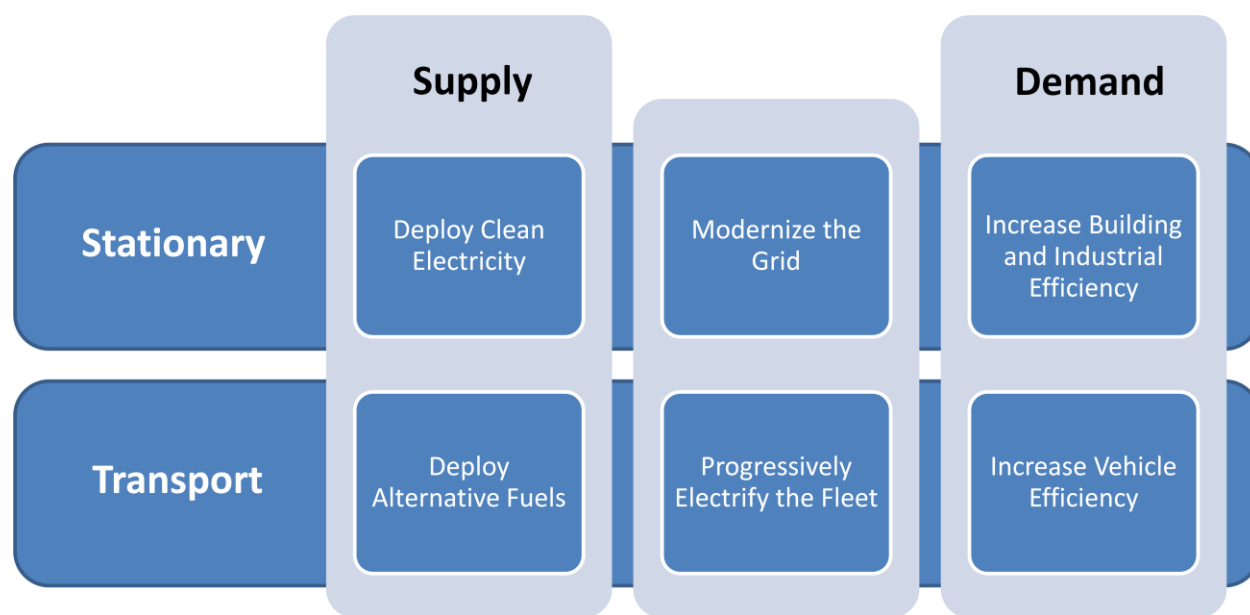 Supply
Demand
Stationary
Deploy Clean
Electricity
Modernize the
Grid
Increase Building
and Industrial
Efficiency
Transport
Deploy
Alternative Fuels
Progressively
Electrify the Fleet
Increase Vehicle
Efficiency